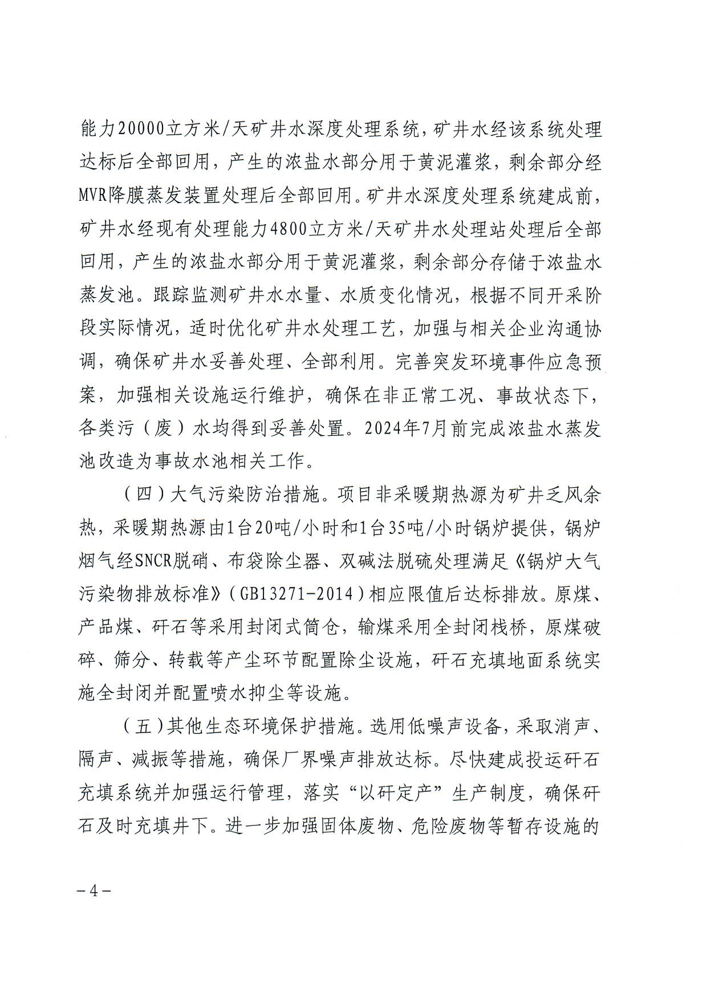 能力20000立方米/天矿井水深度处理系统，矿井水经该系统处理
达标后全部回用，产生的浓盐水部分用于黄泥灌浆，剩余部分经
MVR降膜蒸发装置处理后全部回用。矿井水深度处理系统建成前，
矿井水经现有处理能力4800立方米/天矿井水处理站处理后全部
回用，产生的浓盐水部分用于黄泥灌浆，剩余部分存储于浓盐水
蒸发池。跟踪监测矿井水水量、水质变化情况，根据不同开采阶
段实际情况，适时优化矿井水处理工艺，加强与相关企业沟通协
调，确保矿井水妥善处理、全部利用。完善突发环境事件应急预
案，加强相关设施运行维护，确保在非正常工况、事故状态下，
各类污（废）水均得到妥善处置。2024年7月前完成浓盐水蒸发
池改造为事故水池相关工作。
（四）大气污染防治措施。项目非采暖期热源为矿井乏风余
热，采暖期热源由1台20吨/小时和1台35吨/小时锅炉提供，锅炉
烟气经SNCR脱硝、布袋除尘器、双碱法脱硫处理满足《锅炉大气
污染物排放标准》（GB13271-2014）相应限值后达标排放。原煤、
产品煤、矸石等采用封闭式筒仓，输煤采用全封闭栈桥，原煤破
碎、筛分、转载等产尘环节配置除尘设施，矸石充填地面系统实
施全封闭并配置喷水抑尘等设施。
（五）其他生态环境保护措施。选用低噪声设备，采取消声、
隔声、减振等措施，确保厂界噪声排放达标。尽快建成投运矸石
充填系统并加强运行管理，落实“以矸定产”生产制度，确保矸
石及时充填井下。进一步加强固体废物、危险废物等暂存设施的
-4-